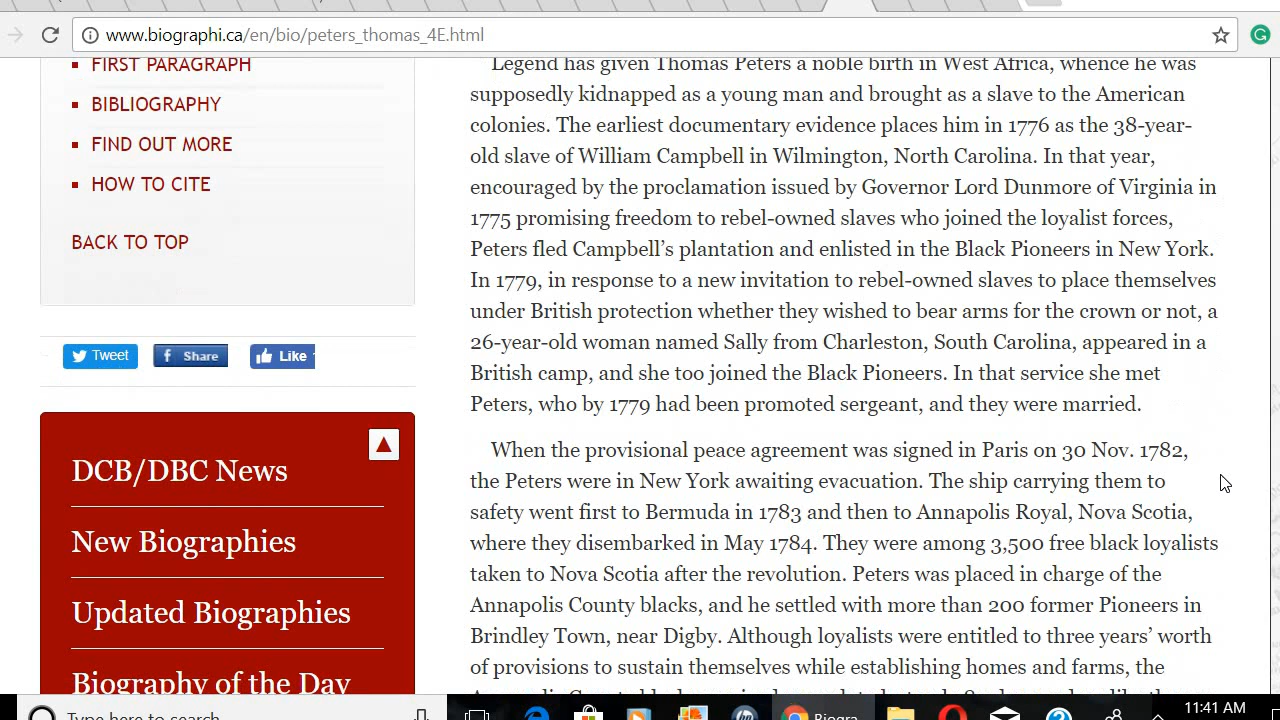 www.biographi.ca/en/bio/peters_thomas_4E.html
FIRST PARAGRAPH
BIBLIOGRAPHY
FIND OUT MORE
HOW TO CITE
BACK TO TOP
Tweet
Share
Like
DCB/DBC News
New Biographies
Updated Biographies
Biography of the Day
Legend has given Thomas Peters a noble birth in West Africa, whence he was
supposedly kidnapped as a young man and brought as a slave to the American
colonies. The earliest documentary evidence places him in 1776 as the 38-year-
old slave of William Campbell in Wilmington, North Carolina. In that year,
encouraged by the proclamation issued by Governor Lord Dunmore of Virginia in
1775 promising freedom to rebel-owned slaves who joined the loyalist forces,
Peters fled Campbell's plantation and enlisted in the Black Pioneers in New York.
In 1779, in response to a new invitation to rebel-owned slaves to place themselves
under British protection whether they wished to bear arms for the crown or not, a
26-year-old woman named Sally from Charleston, South Carolina, appeared in a
British camp, and she too joined the Black Pioneers. In that service she met
Peters, who by 1779 had been promoted sergeant, and they were married.
When the provisional peace agreement was signed in Paris on 30 Nov. 1782,
the Peters were in New York awaiting evacuation. The ship carrying them to
safety went first to Bermuda in 1783 and then to Annapolis Royal, Nova Scotia,
where they disembarked in May 1784. They were among 3,500 free black loyalists
taken to Nova Scotia after the revolution. Peters was placed in charge of the
Annapolis County blacks, and he settled with more than 200 former Pioneers in
Brindley Town, near Digby. Although loyalists were entitled to three years' worth
of provisions to sustain themselves while establishing homes and farms, the
Type here to search
Biogra
11:41 AM